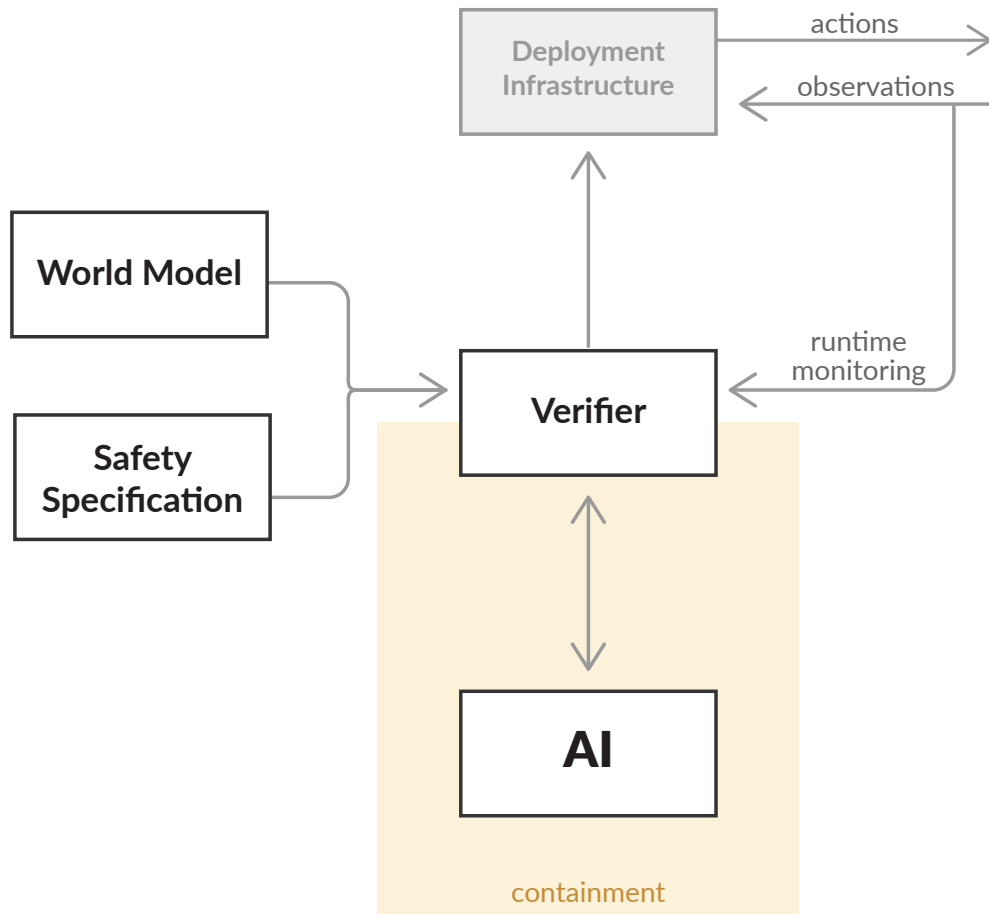 Deployment
Infrastructure
actions
observations
World Model
Safety
Specification
Verifier
runtime
monitoring
AI
containment